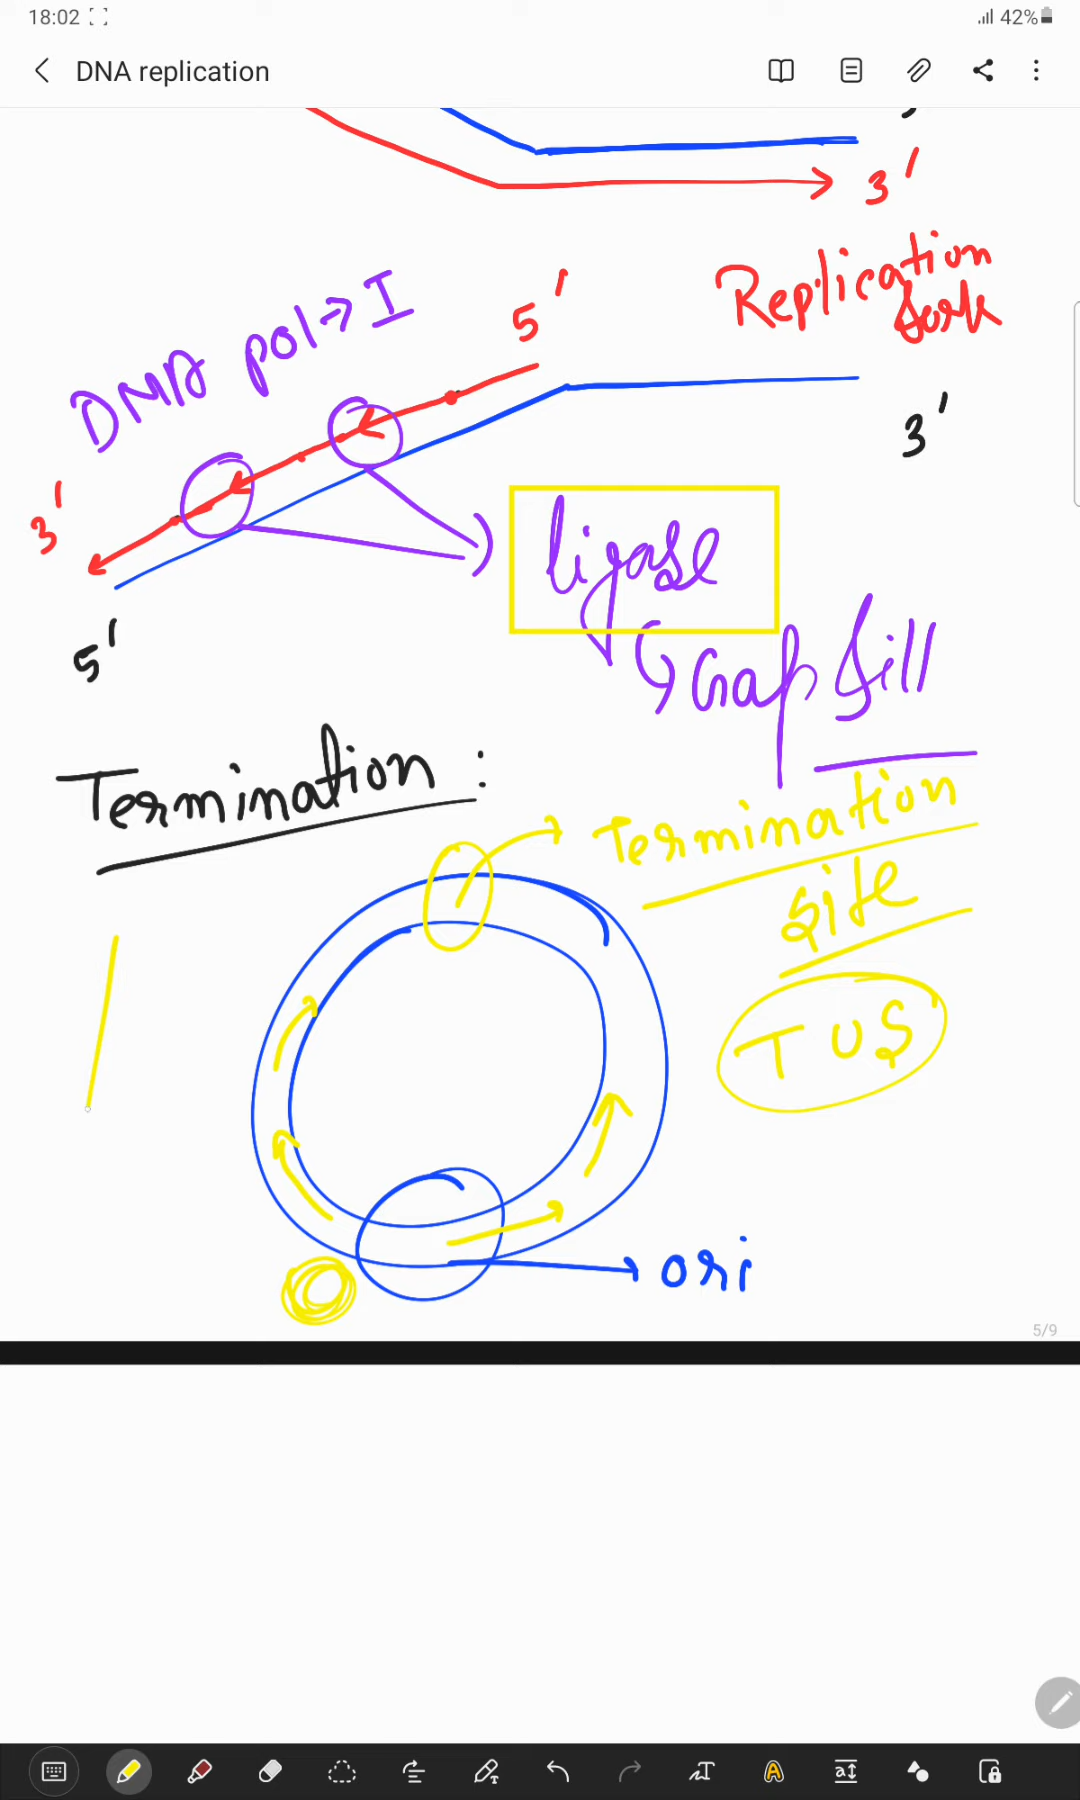 18:02
42%
DNA replication
3'
Replication
fork
5'
DNA pol→I
3'
3'
ligase
5'
Gap fill
Termination:
Termination
site
TUS
ori
5/9